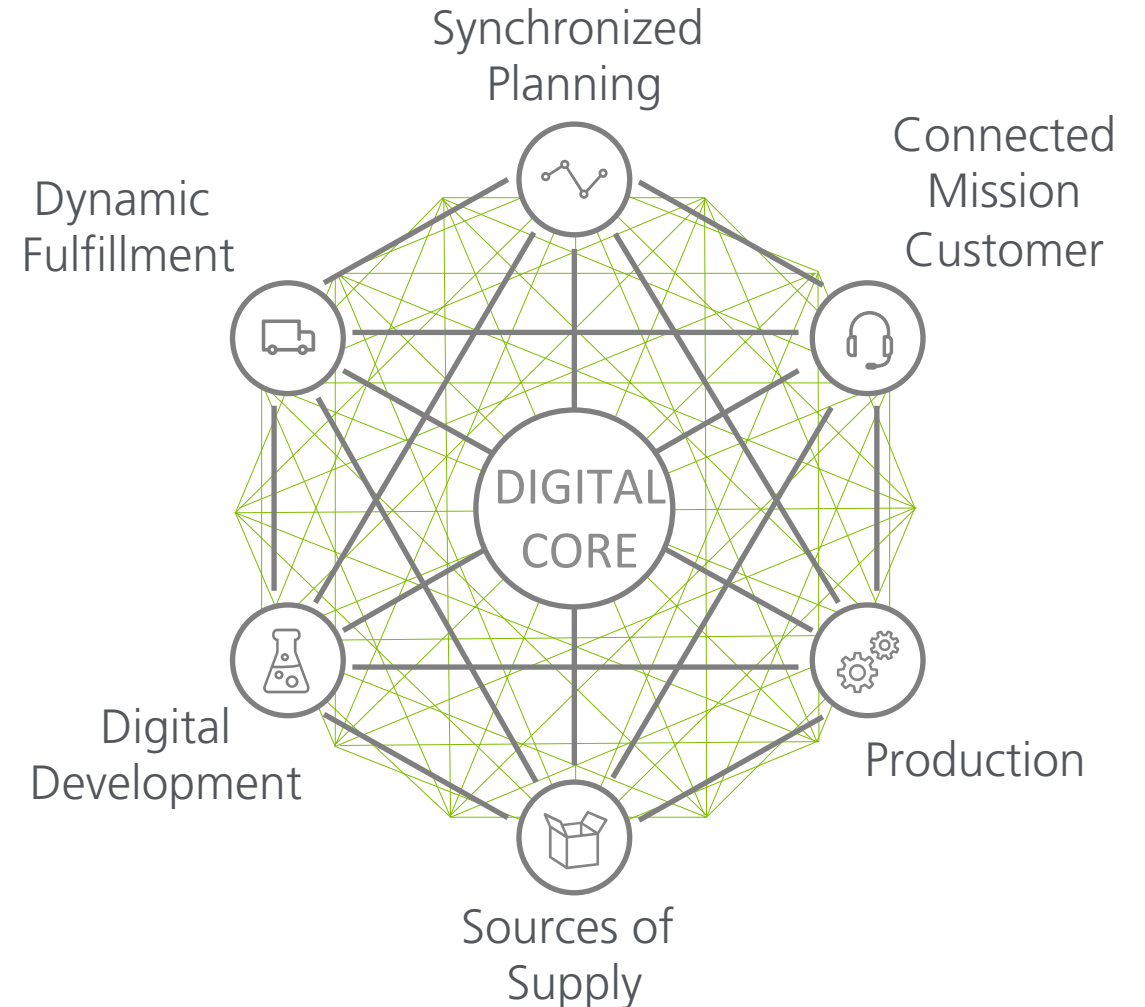 Synchronized
Planning
Connected
Mission
Customer
Dynamic
Fulfillment
DIGITAL
CORE
Digital
Development
Production
Sources of
Supply